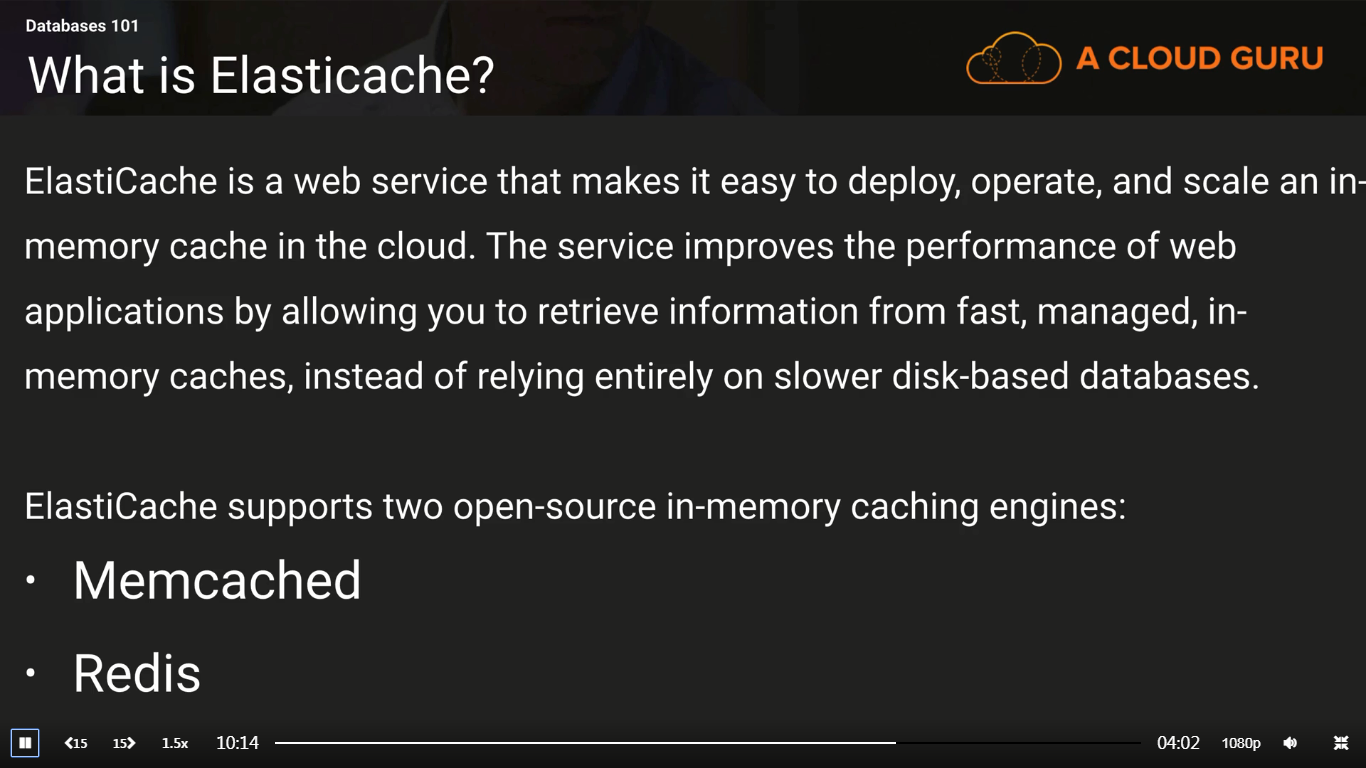 Databases 101
What is Elasticache?
A CLOUD GURU
ElastiCache is a web service that makes it easy to deploy, operate, and scale an in-
memory cache in the cloud. The service improves the performance of web
applications by allowing you to retrieve information from fast, managed, in-
memory caches, instead of relying entirely on slower disk-based databases.
ElastiCache supports two open-source in-memory caching engines:
• Memcached
• Redis
15 15 1.5x 10:14 04:02 1080p